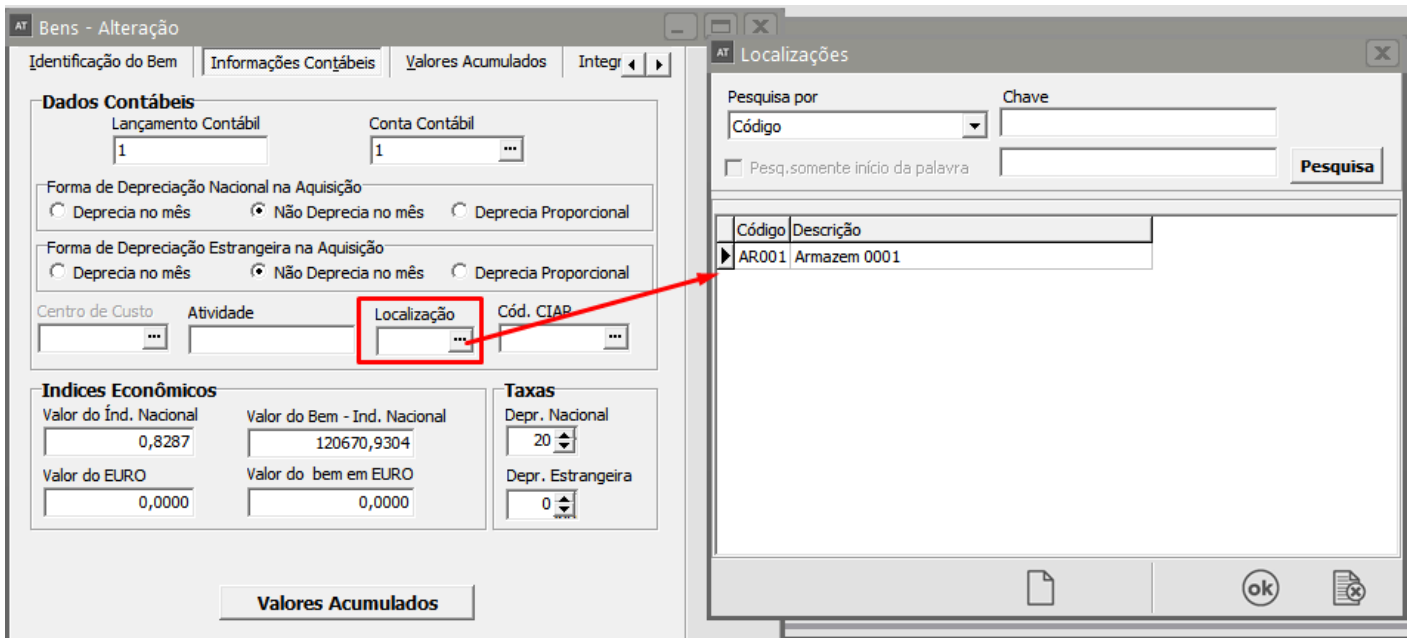 AT Bens - Alteração
Identificação do Bem Informações Contábeis Valores Acumulados Integr
Dados Contábeis
Lançamento Contábil Conta Contábil
1 1 ...
Forma de Depreciação Nacional na Aquisição
Deprecia no mês Não Deprecia no mês Deprecia Proporcional
Forma de Depreciação Estrangeira na Aquisição
Deprecia no mês Não Deprecia no mês Deprecia Proporcional
Centro de Custo Atividade Localização Cód. CIAP
... ... ...
Indices Econômicos
Valor do Índ. Nacional Valor do Bem - Ind. Nacional
0,8287 120670,9304
Valor do EURO Valor do bem em EURO
0,0000 0,0000
Taxas
Depr. Nacional
20
Depr. Estrangeira
0
Valores Acumulados
AT Localizações
Pesquisa por Chave
Código
Pesq.somente início da palavra Pesquisa
Código Descrição
AR001 Armazem 0001
ok